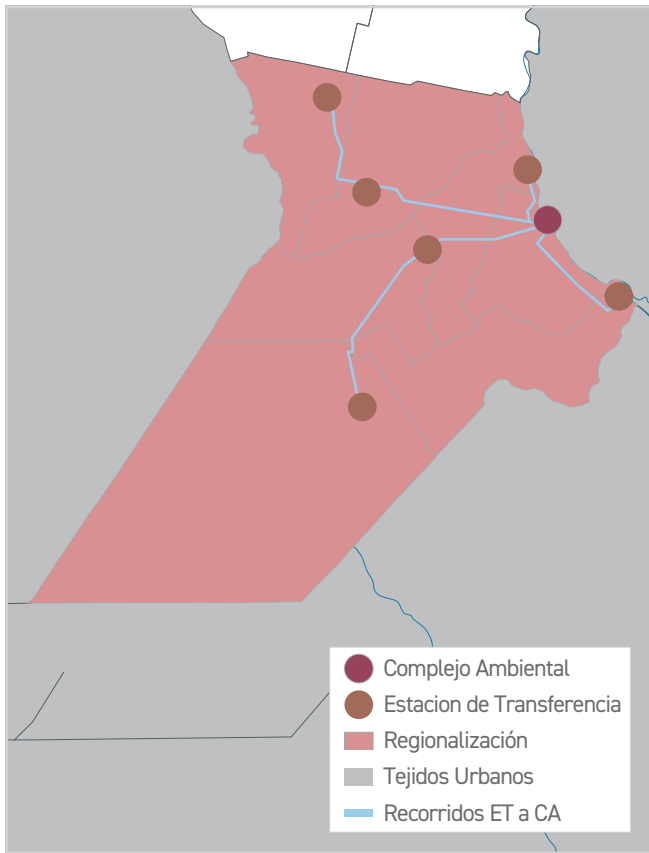 Complejo Ambiental
Estacion de Transferencia
Regionalización
Tejidos Urbanos
Recorridos ET a CA